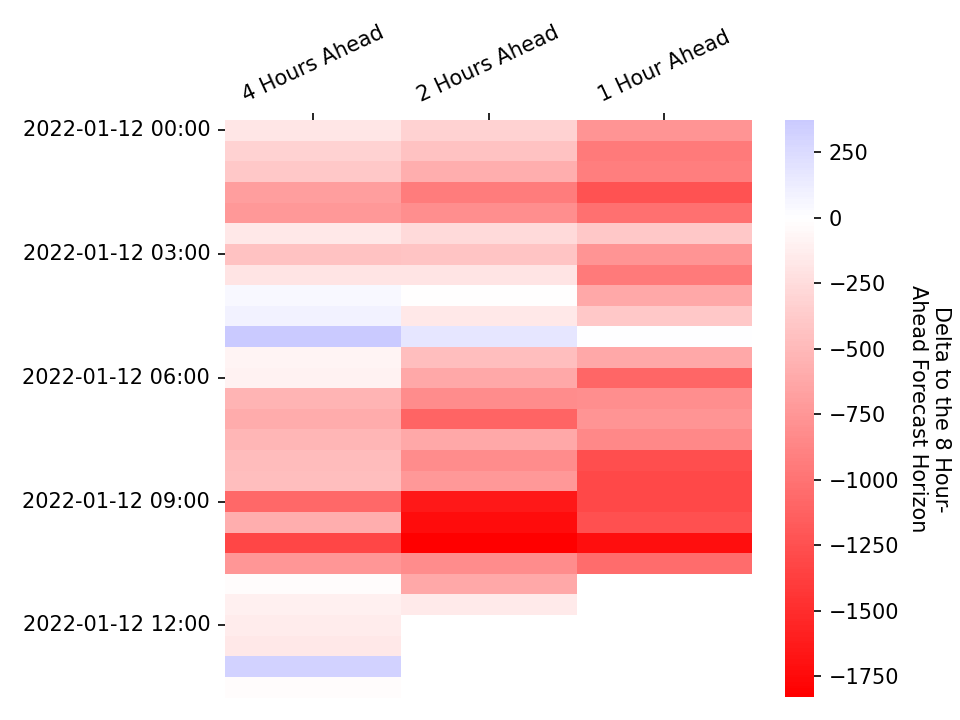 4 Hours Ahead
2 Hours Ahead
1 Hour Ahead
2022-01-12 00:00
2022-01-12 03:00
2022-01-12 06:00
2022-01-12 09:00
2022-01-12 12:00
250
0
−250
−500
−750
−1000
−1250
−1500
−1750
Delta to the 8 Hour-
Ahead Forecast Horizon